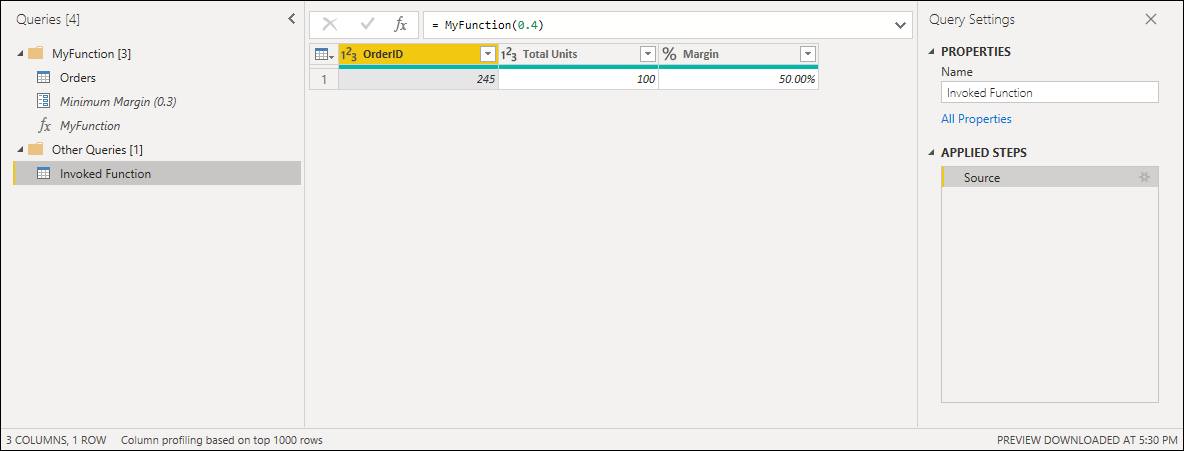 Queries [4]
MyFunction [3]
Orders
Minimum Margin (0.3)
fx MyFunction
Other Queries [1]
Invoked Function
fx = MyFunction(0.4)
1²3 OrderID 1²3 Total Units % Margin
1 245 100 50.00%
Query Settings
PROPERTIES
Name
Invoked Function
All Properties
APPLIED STEPS
Source
3 COLUMNS, 1 ROW Column profiling based on top 1000 rows PREVIEW DOWNLOADED AT 5:30 PM